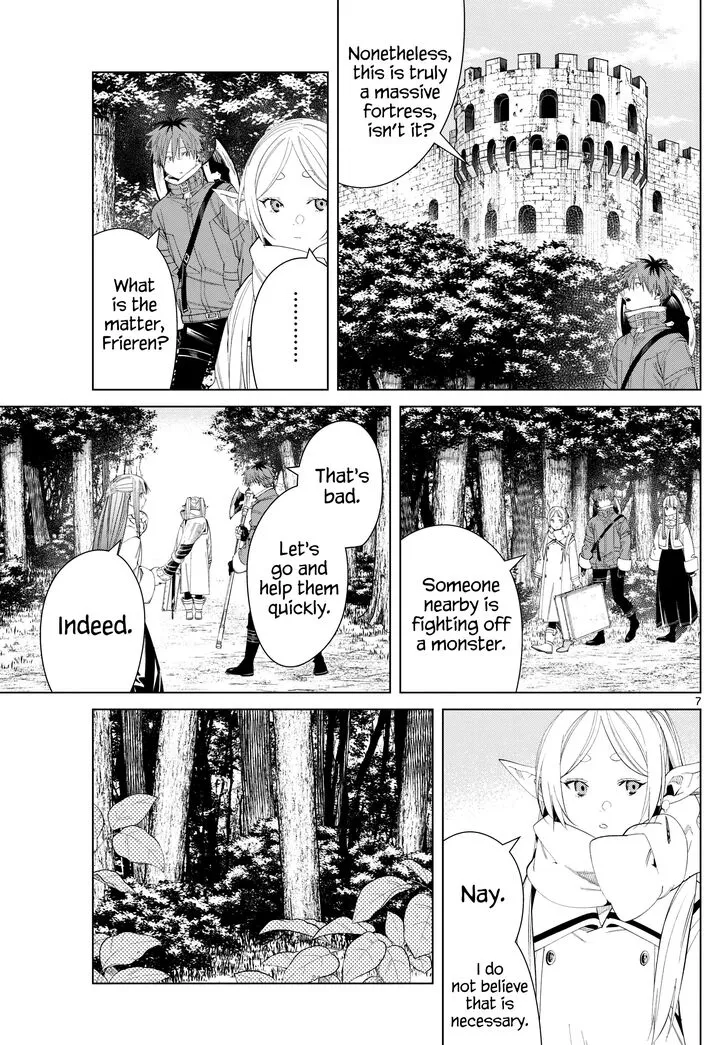 Nonetheless,
this is truly
a massive
fortress,
isn't it?
.........
What
is the
matter,
Frieren?
Someone
nearby is
fighting off
a monster.
That's
bad.
Let's
go and
help them
quickly.
Indeed.
7
Nay.
I do
not believe
that is
necessary.